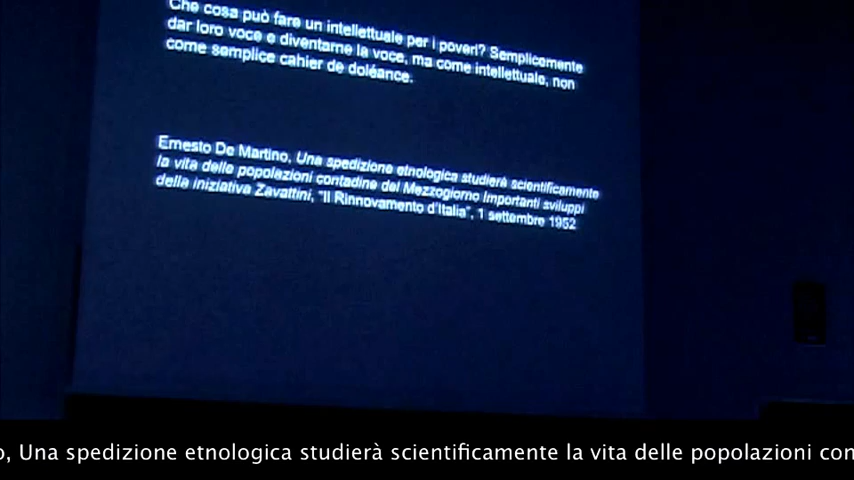 Che cosa può fare un intellettuale per i poveri? Semplicemente
dar loro voce e diventarne la voce, ma come intellettuale, non
come semplice cahier de doléance.
Ernesto De Martino, Una spedizione etnologica studierà scientificamente
la vita delle popolazioni contadine del Mezzogiorno Importanti sviluppi
della iniziativa Zavattini, "Il Rinnovamento d'Italia", 1 settembre 1952
o, Una spedizione etnologica studierà scientificamente la vita delle popolazioni con